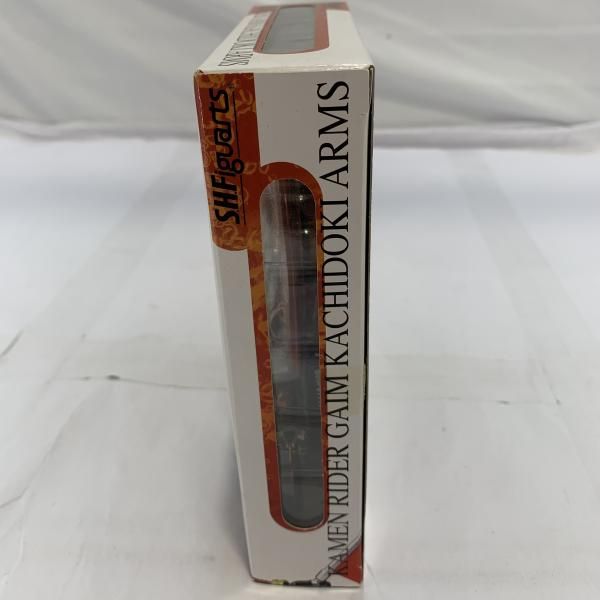 S.H.Figuarts
KAMEN RIDER GAIM KACHIDOKI ARMS